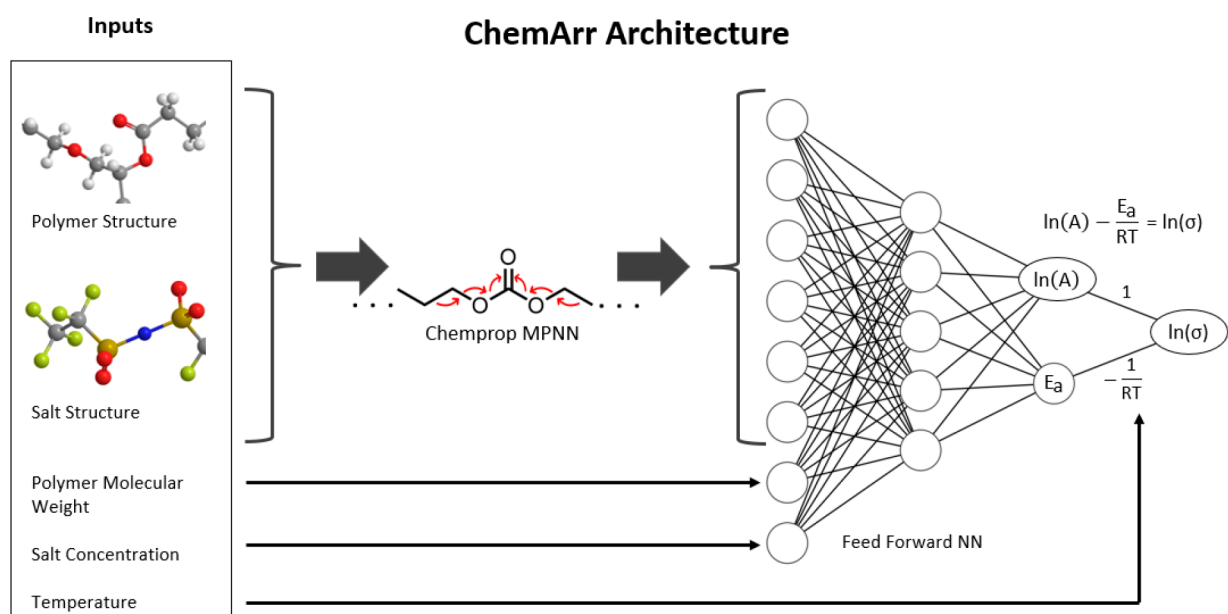 Inputs
ChemArr Architecture
Polymer Structure
Salt Structure
Polymer Molecular
Weight
Salt Concentration
Temperature
O
O O
. . . . . .
Chemprop MPNN
ln(A) − Eₐ/RT = ln(σ)
ln(A)
1
ln(σ)
Eₐ
− 1/RT
Feed Forward NN